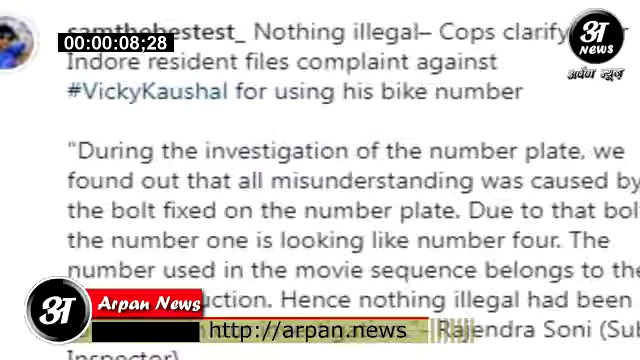 samthebestest_ Nothing illegal– Cops clarify
00:00:08;28
अ
NEWS
अर्पण न्यूज़
Indore resident files complaint against
#VickyKaushal for using his bike number
"During the investigation of the number plate, we
found out that all misunderstanding was caused by
the bolt fixed on the number plate. Due to that bol
the number one is looking like number four. The
number used in the movie sequence belongs to the
uction. Hence nothing illegal had been
अ
Arpan News
http://arpan.news
Rajendra Soni (Su
Inspector)